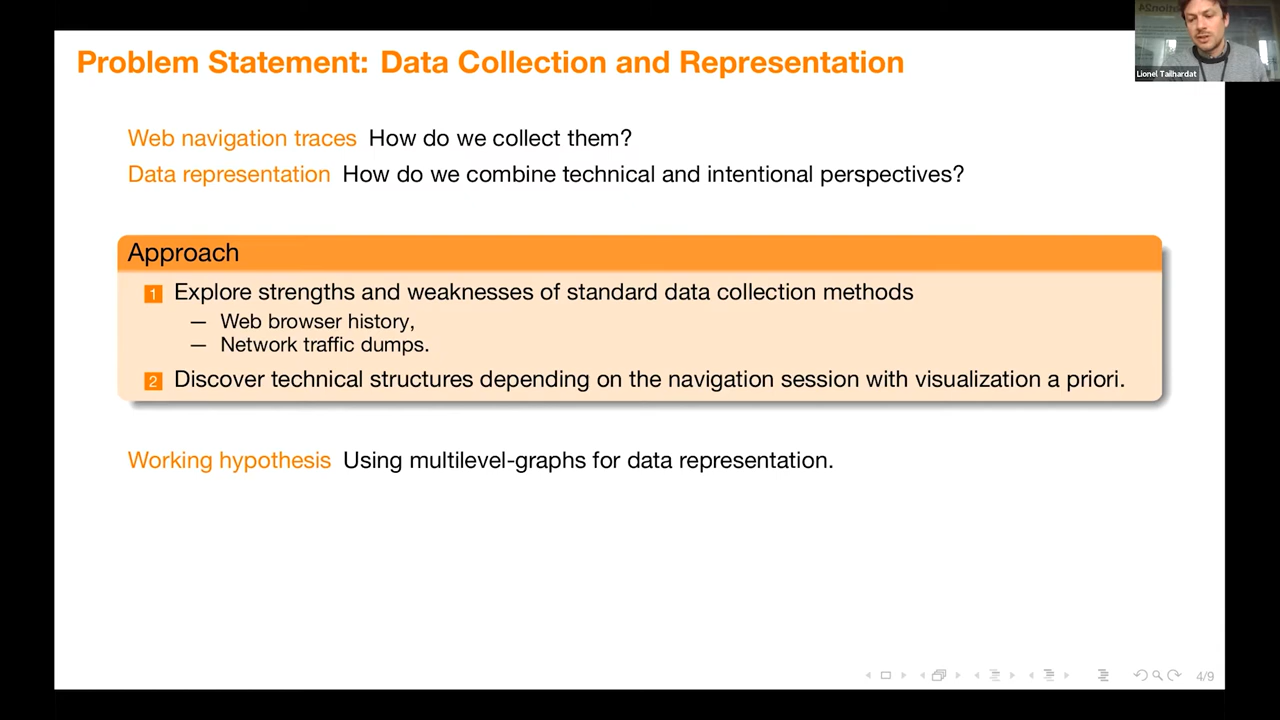 Problem Statement: Data Collection and Representation
Lionel Tailhardat
Web navigation traces How do we collect them?
Data representation How do we combine technical and intentional perspectives?
Approach
1 Explore strengths and weaknesses of standard data collection methods
— Web browser history,
— Network traffic dumps.
2 Discover technical structures depending on the navigation session with visualization a priori.
Working hypothesis Using multilevel-graphs for data representation.
4/9